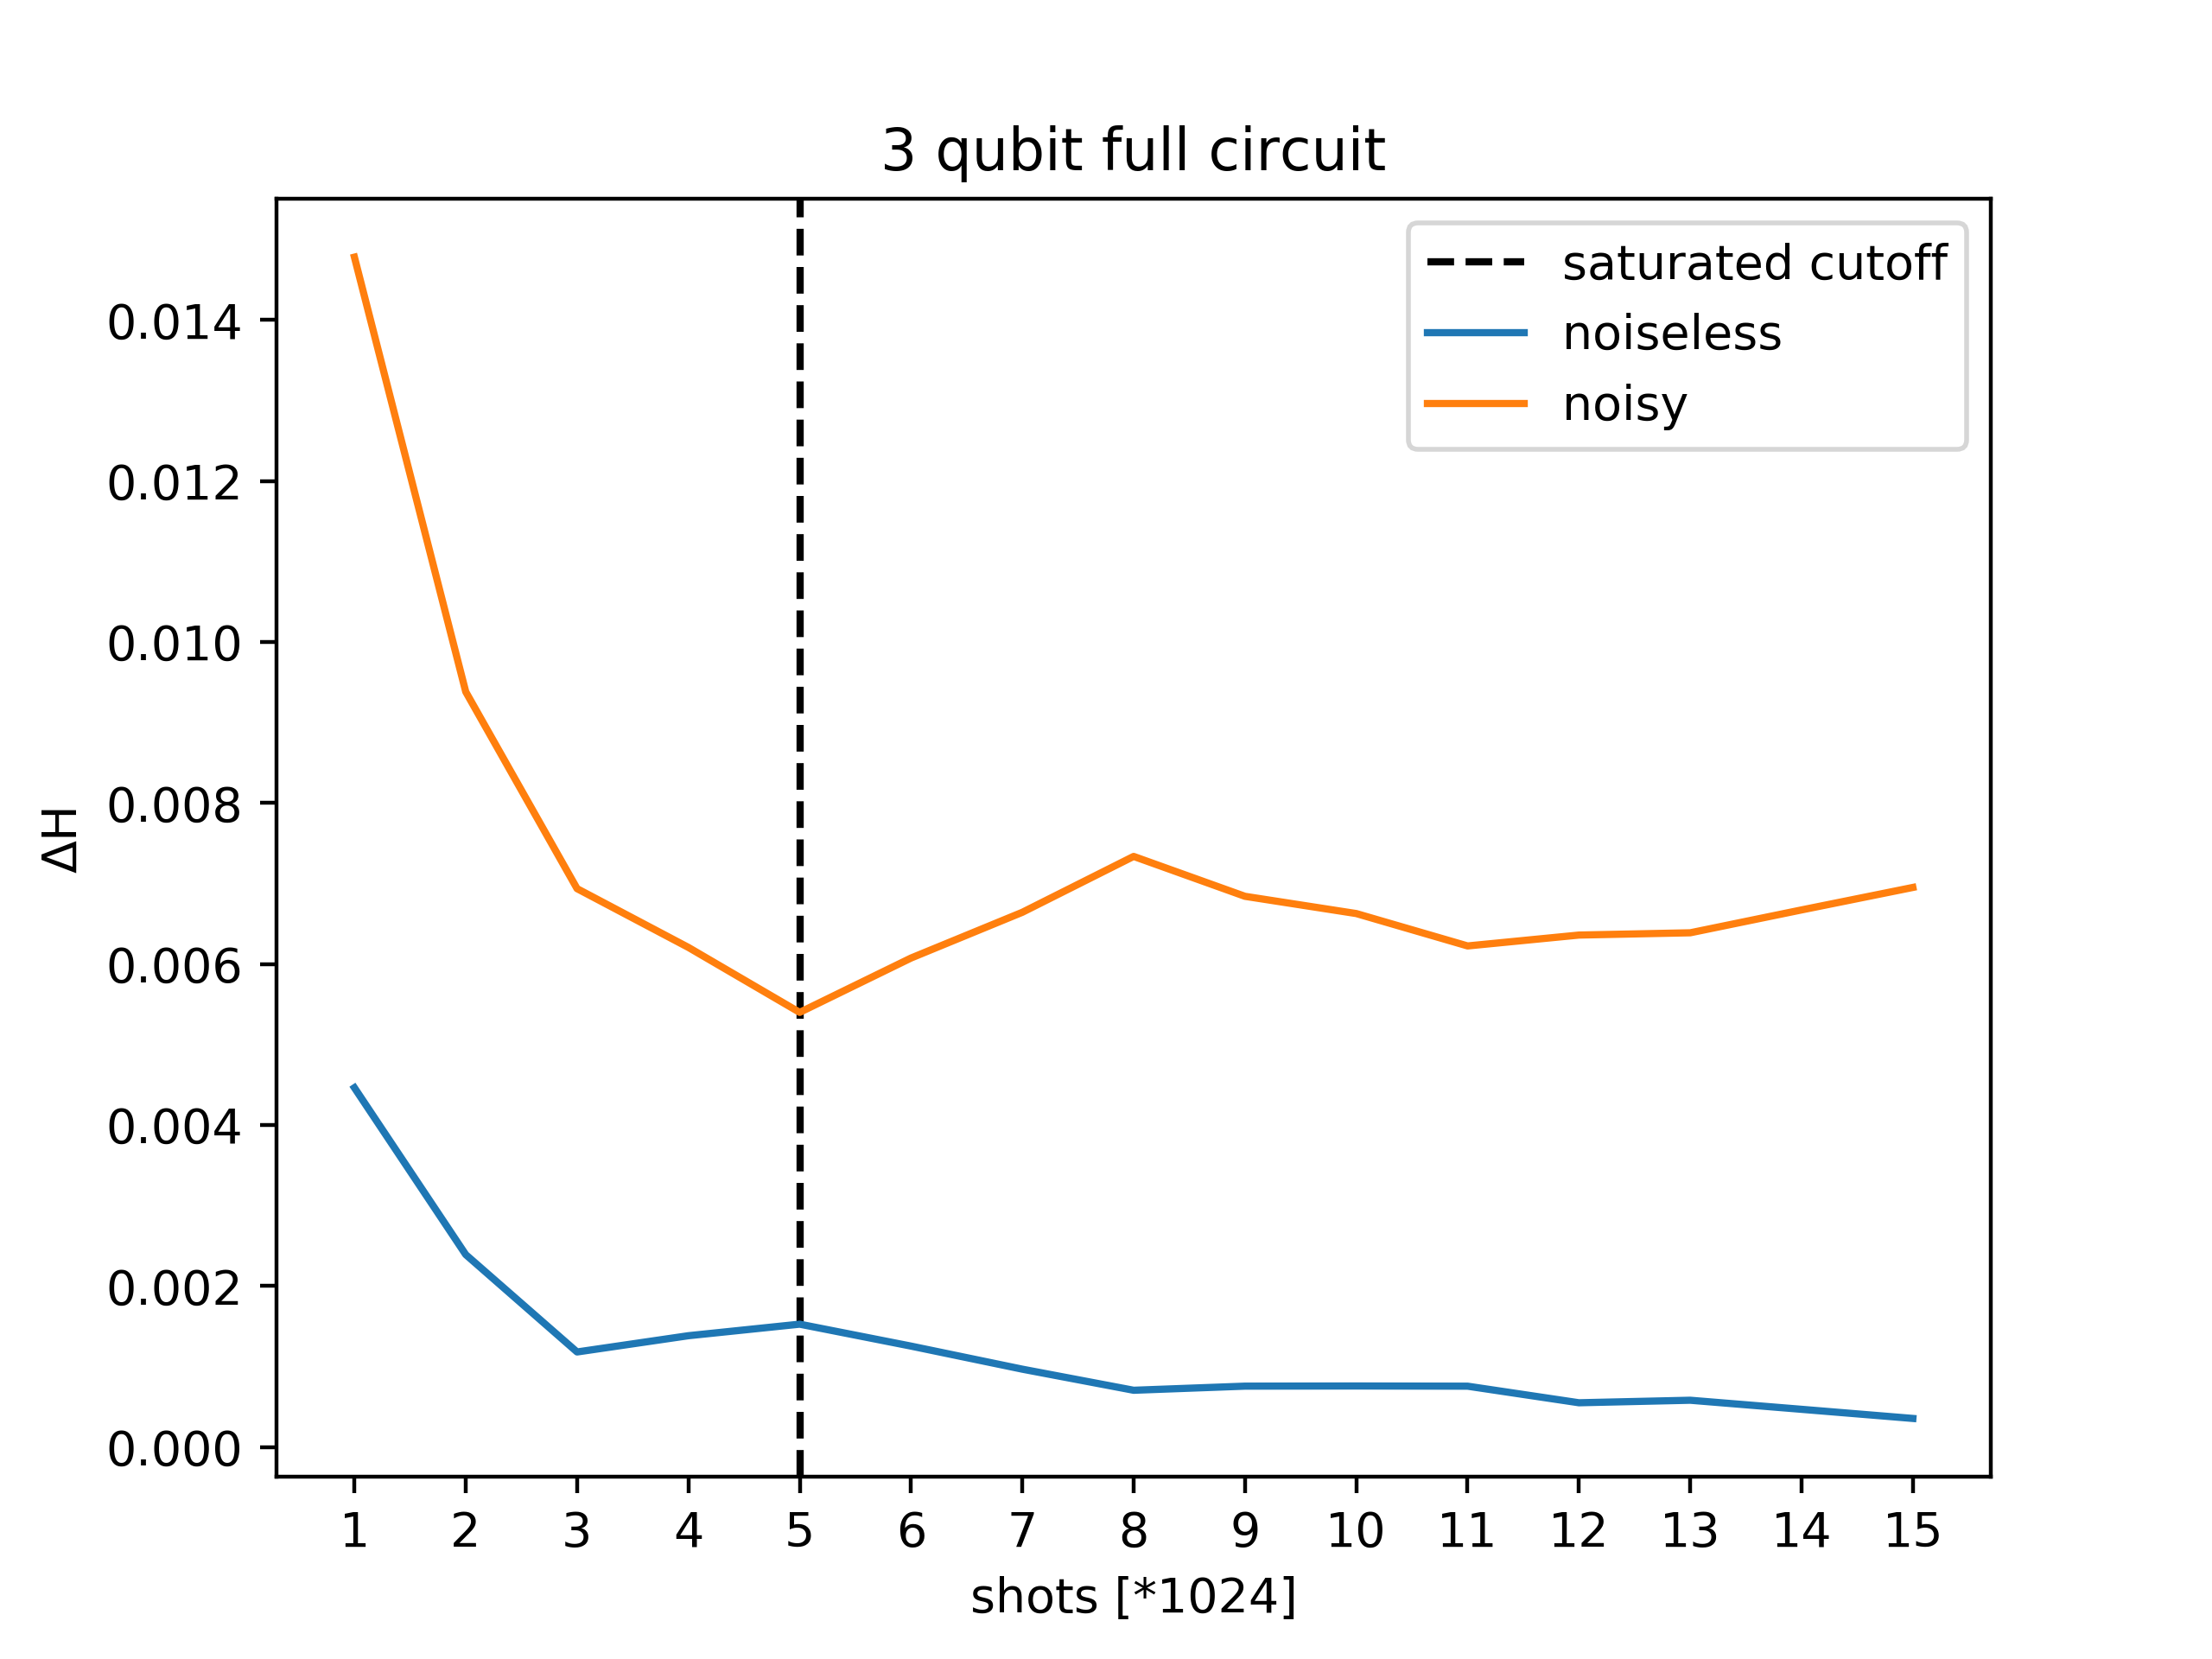 3 qubit full circuit
saturated cutoff
noiseless
noisy
0.014
0.012
0.010
0.008
0.006
0.004
0.002
0.000
ΔH
1 2 3 4 5 6 7 8 9 10 11 12 13 14 15
shots [*1024]